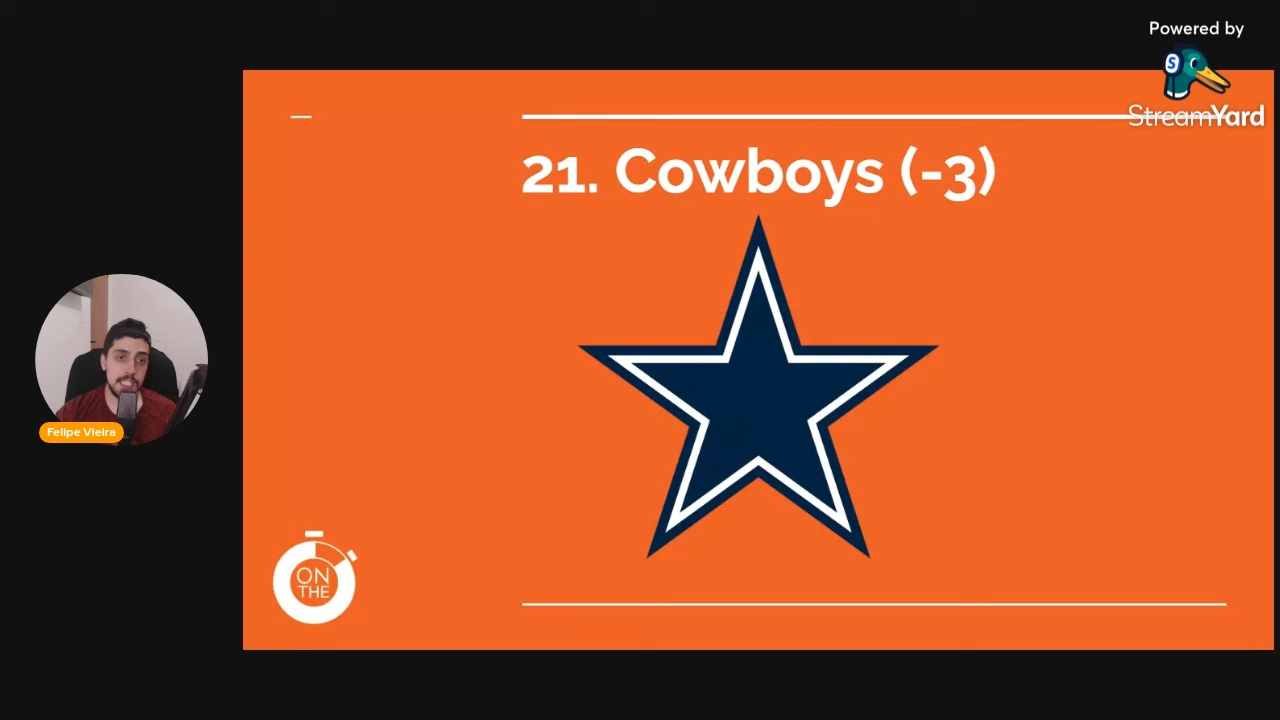 Powered by
S
StreamYard
21. Cowboys (-3)
Felipe Vieira
ON
THE